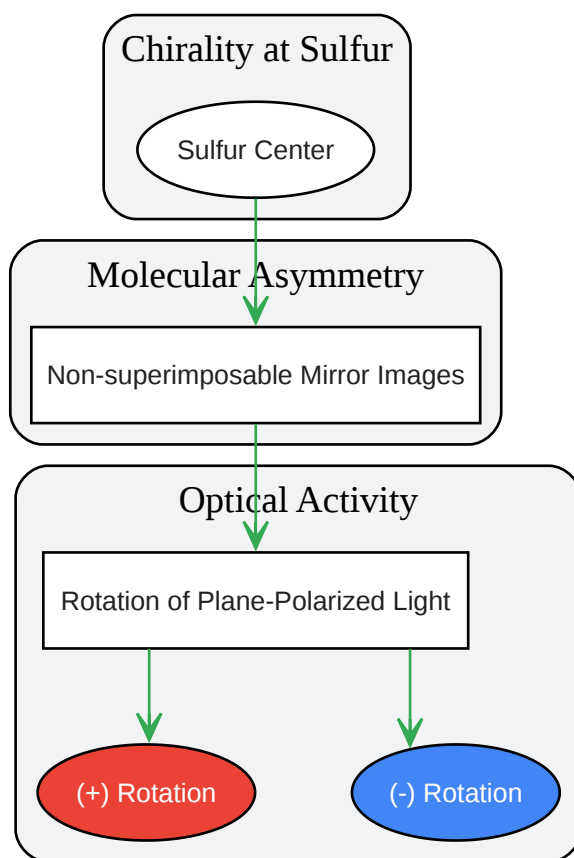 Chirality at Sulfur
Sulfur Center
Molecular Asymmetry
Non-superimposable Mirror Images
Optical Activity
Rotation of Plane-Polarized Light
(+) Rotation
(-) Rotation